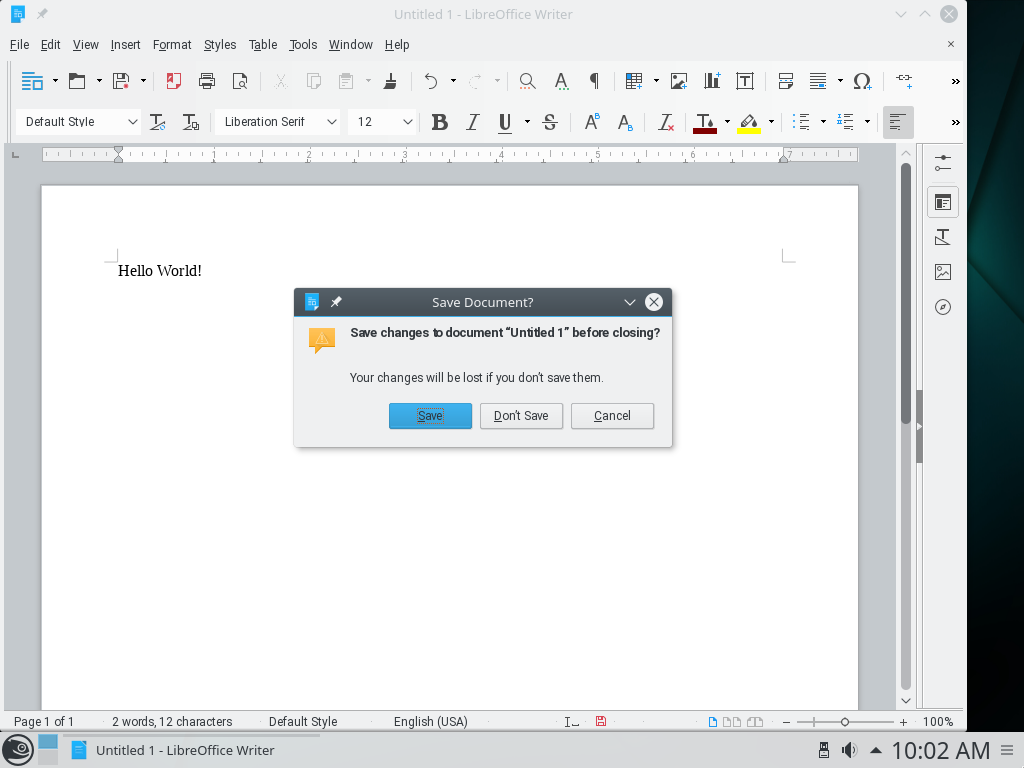 Untitled 1 - LibreOffice Writer
File Edit View Insert Format Styles Table Tools Window Help
Default Style Liberation Serif 12
1 2 3 4 5 6 7
Hello World!
Save Document?
Save changes to document “Untitled 1” before closing?
Your changes will be lost if you don’t save them.
Save Don’t Save Cancel
Page 1 of 1 2 words, 12 characters Default Style English (USA) 100%
Untitled 1 - LibreOffice Writer 10:02 AM